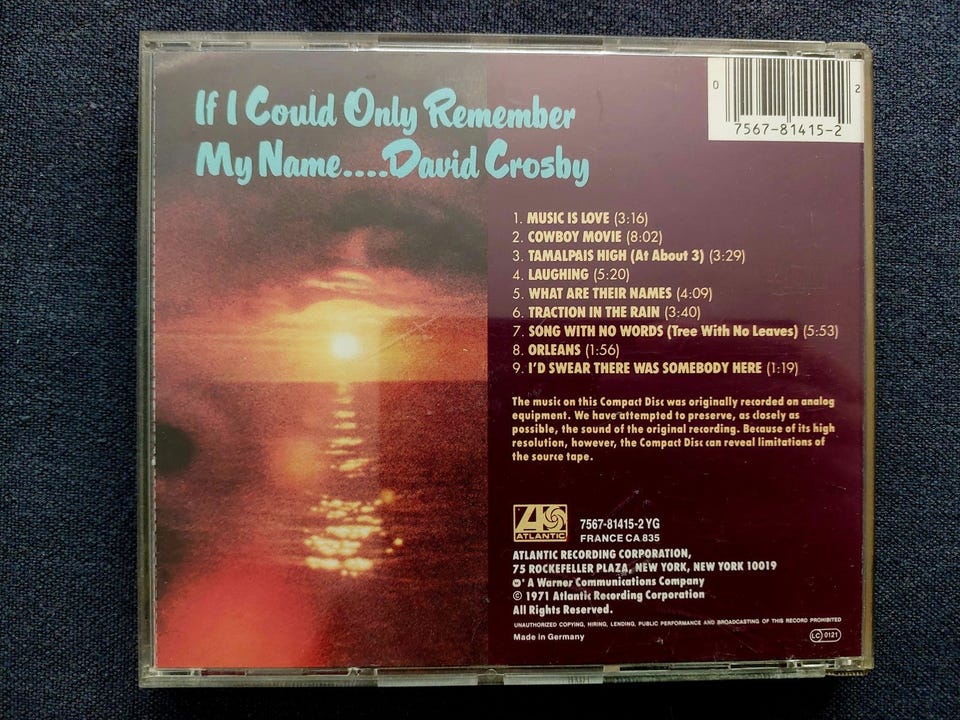 If I Could Only Remember
My Name....David Crosby
0
2
7567-81415-2
1. MUSIC IS LOVE (3:16)
2. COWBOY MOVIE (8:02)
3. TAMALPAIS HIGH (At About 3) (3:29)
4. LAUGHING (5:20)
5. WHAT ARE THEIR NAMES (4:09)
6. TRACTION IN THE RAIN (3:40)
7. SONG WITH NO WORDS (Tree With No Leaves) (5:53)
8. ORLEANS (1:56)
9. I'D SWEAR THERE WAS SOMEBODY HERE (1:19)
The music on this Compact Disc was originally recorded on analog
equipment. We have attempted to preserve, as closely as
possible, the sound of the original recording. Because of its high
resolution, however, the Compact Disc can reveal limitations of
the source tape.
ATLANTIC
7567-81415-2 YG
FRANCE CA 835
ATLANTIC RECORDING CORPORATION,
75 ROCKEFELLER PLAZA, NEW YORK, NEW YORK 10019
A Warner Communications Company
© 1971 Atlantic Recording Corporation
All Rights Reserved.
UNAUTHORIZED COPYING, HIRING, LENDING, PUBLIC PERFORMANCE AND BROADCASTING OF THIS RECORD PROHIBITED
Made in Germany
LC 0121